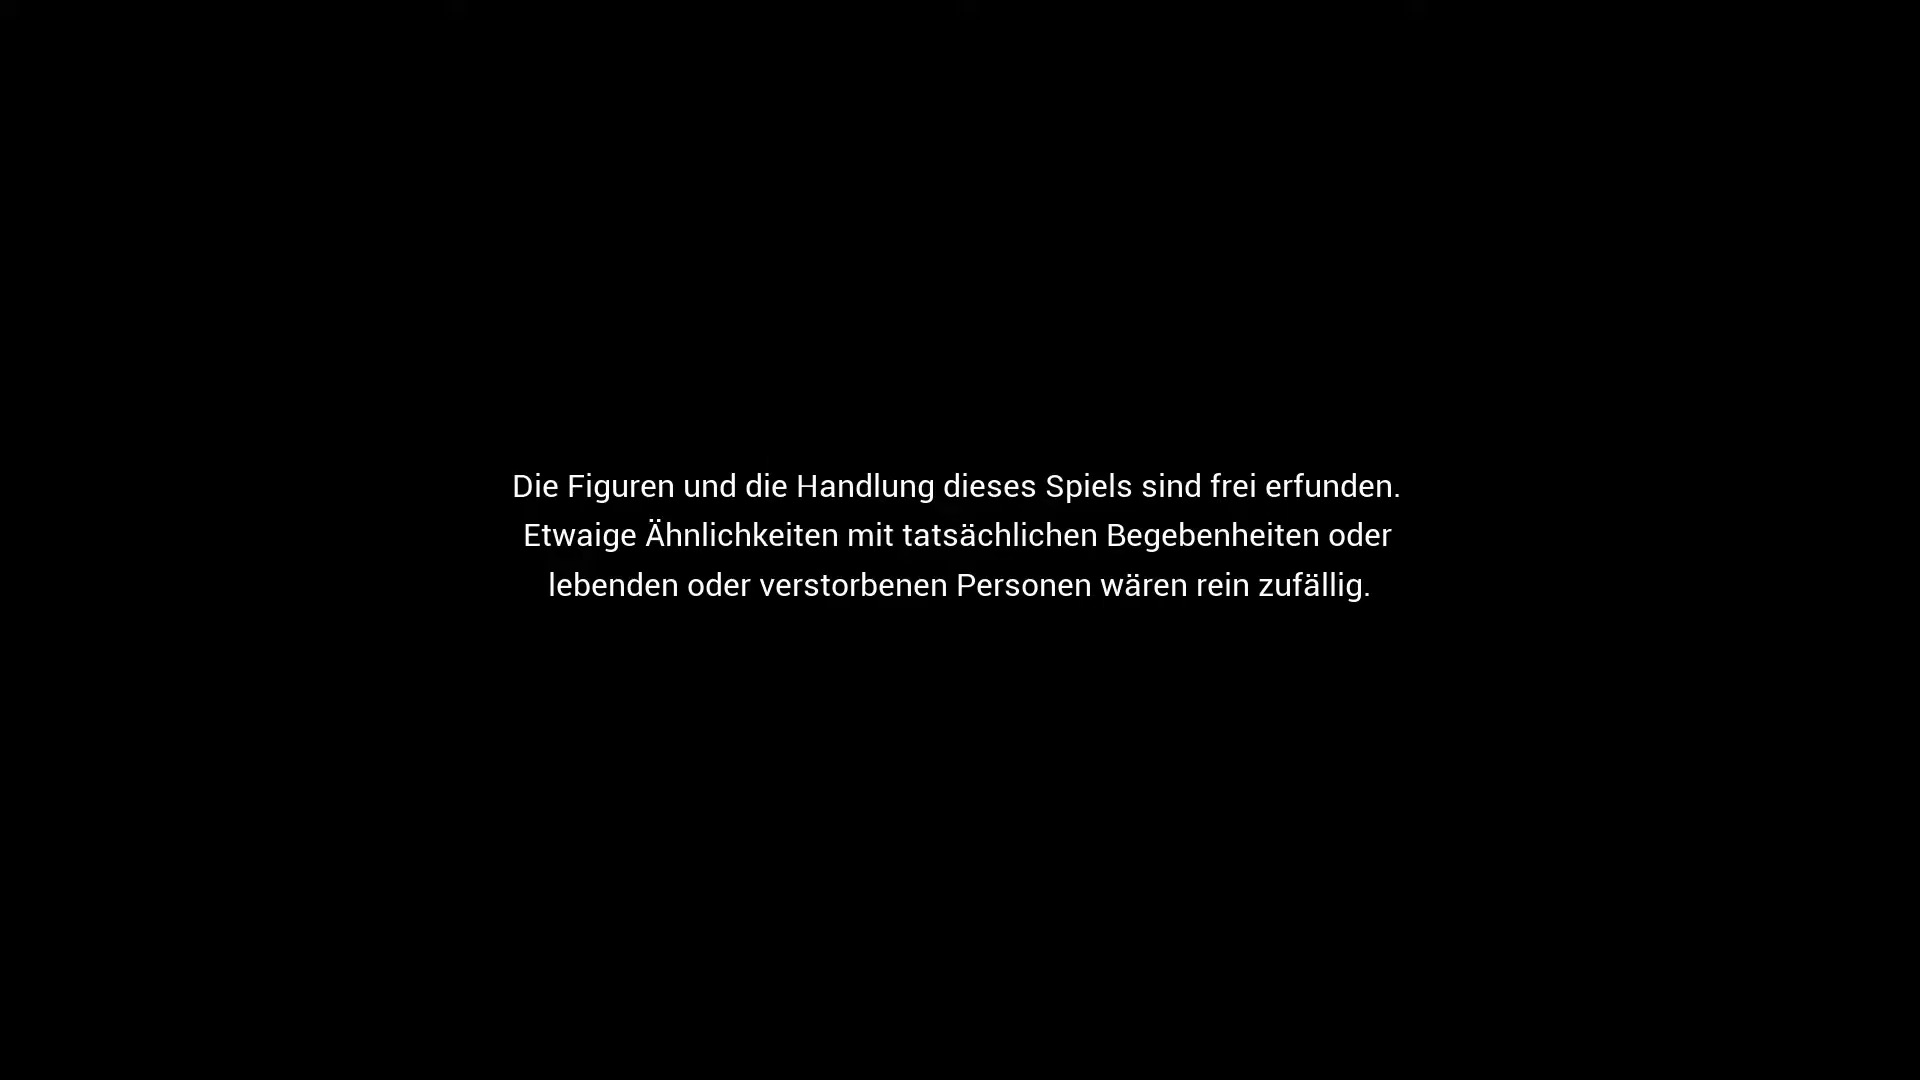 Die Figuren und die Handlung dieses Spiels sind frei erfunden.
Etwaige Ähnlichkeiten mit tatsächlichen Begebenheiten oder
lebenden oder verstorbenen Personen wären rein zufällig.